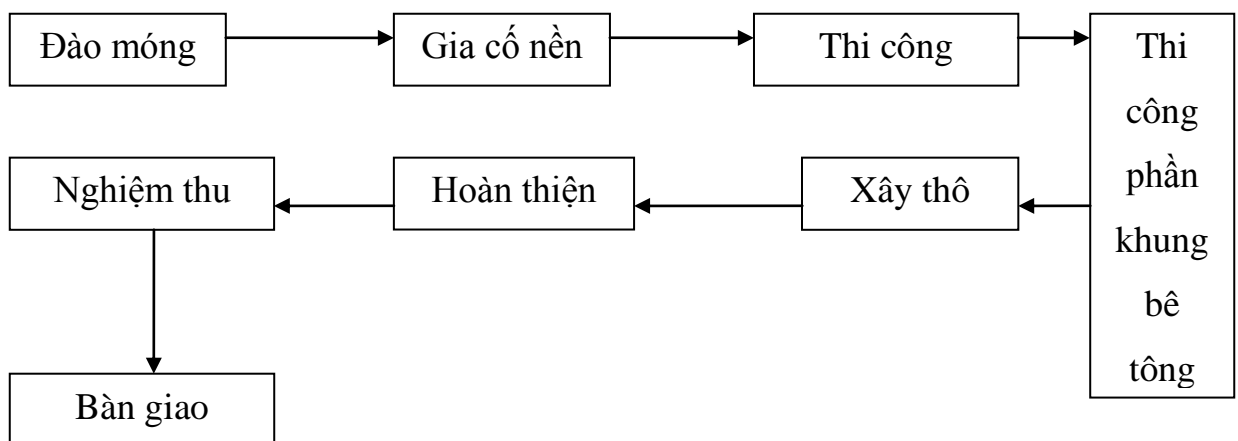 Đào móng
Gia cố nền
Thi công
Thi
công
phần
khung
bê
tông
Xây thô
Hoàn thiện
Nghiệm thu
Bàn giao